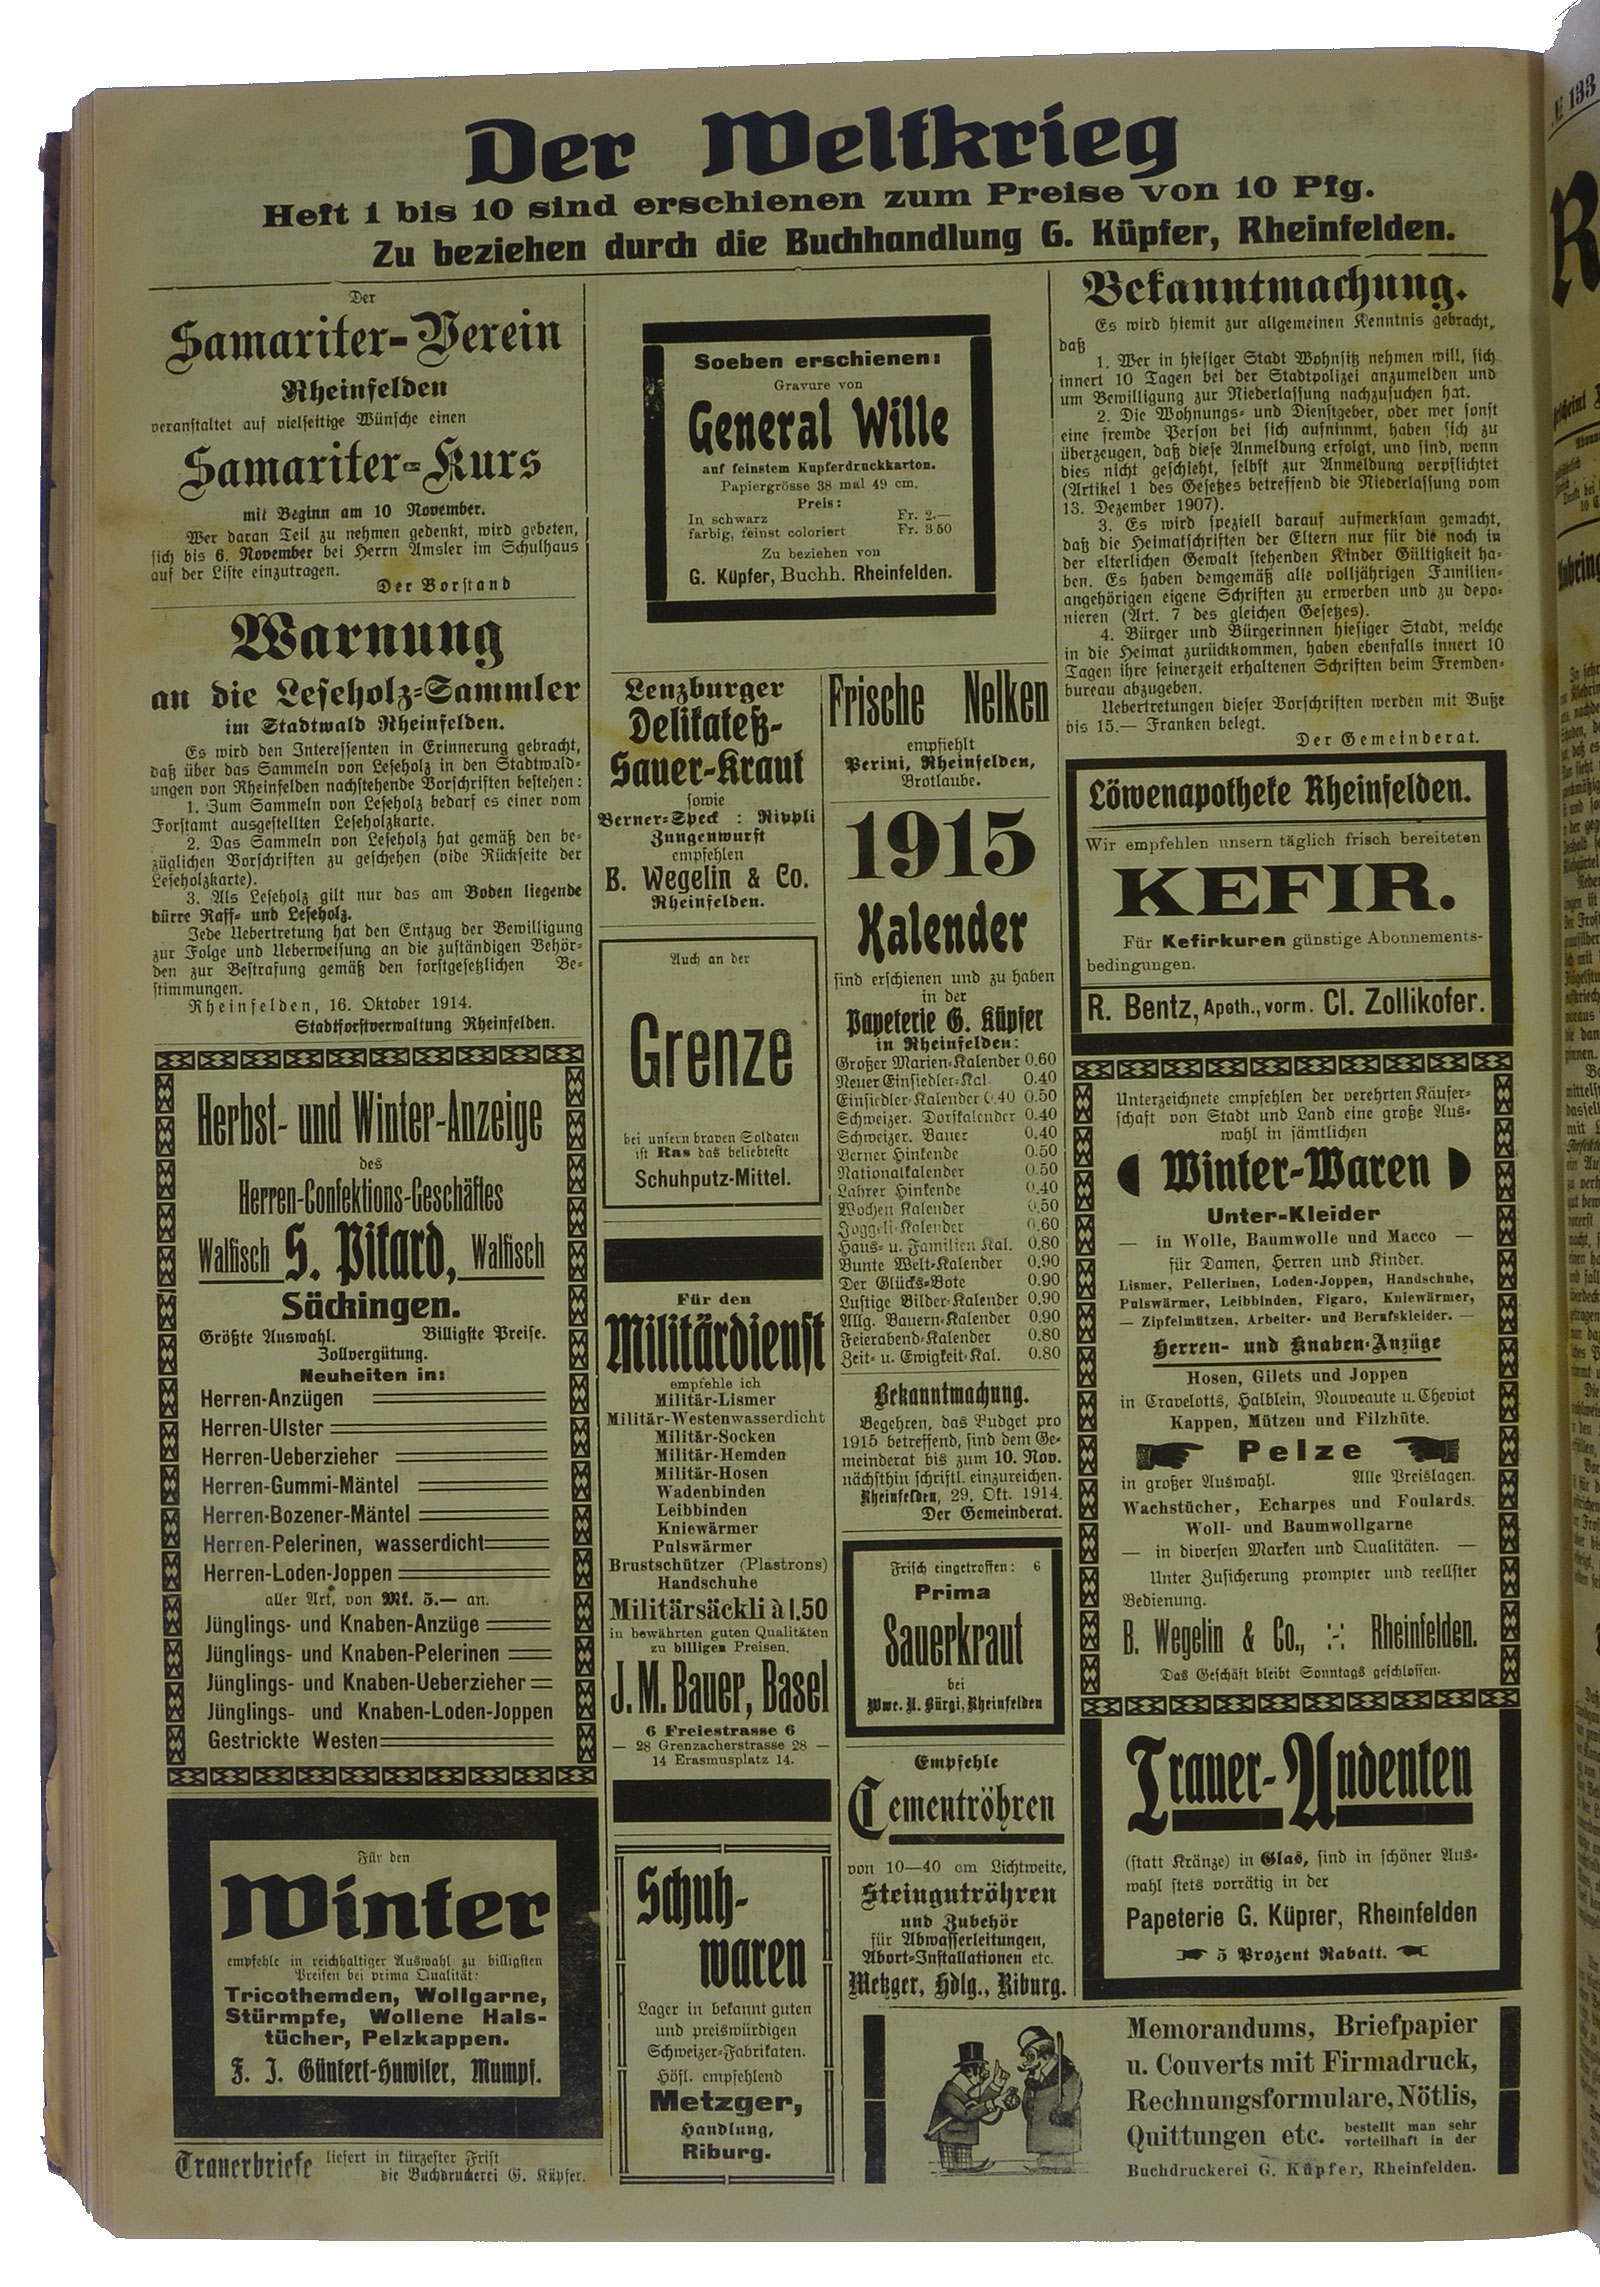 Der Weltkrieg
Heft 1 bis 10 sind erschienen zum Preise von 10 Pfg.
Zu beziehen durch die Buchhandlung G. Küpfer, Rheinfelden.
Der
Samariter-Verein
Rheinfelden
veranstaltet auf vielseitige Wünsche einen
Samariter-Kurs
mit Beginn am 10 November.
Wer daran Teil zu nehmen gedenkt, wird gebeten,
sich bis 6. November bei Herrn Amsler im Schulhaus
auf der Liste einzutragen.
Der Vorstand
Warnung
an die Leseholz-Sammler
im Stadtwald Rheinfelden.
Es wird den Interessenten in Erinnerung gebracht,
daß über das Sammeln von Leseholz in den Stadtwald-
ungen von Rheinfelden nachstehende Vorschriften bestehen:
1. Zum Sammeln von Leseholz bedarf es einer vom
Forstamt ausgestellten Leseholzkarte.
2. Das Sammeln von Leseholz hat gemäß den be-
züglichen Vorschriften zu geschehen (vide Rückseite der
Leseholzkarte).
3. Als Leseholz gilt nur das am Boden liegende
dürre Raff- und Leseholz.
Jede Uebertretung hat den Entzug der Bewilligung
zur Folge und Ueberweisung an die zuständigen Behör-
den zur Bestrafung gemäß den forstgesetzlichen Be-
stimmungen.
Rheinfelden, 16. Oktober 1914.
Stadtforstverwaltung Rheinfelden.
Herbst- und Winter-Anzeige
des
Herren-Confektions-Geschäftes
Walfisch S. Pikard, Walfisch
Säckingen.
Größte Auswahl. Billigste Preise.
Zollvergütung.
Neuheiten in:
Herren-Anzügen
Herren-Ulster
Herren-Ueberzieher
Herren-Gummi-Mäntel
Herren-Bozener-Mäntel
Herren-Pelerinen, wasserdicht
Herren-Loden-Joppen
aller Art, von Mk. 5.— an.
Jünglings- und Knaben-Anzüge
Jünglings- und Knaben-Pelerinen
Jünglings- und Knaben-Ueberzieher
Jünglings- und Knaben-Loden-Joppen
Gestrickte Westen
Für den
Winter
empfehle in reichhaltiger Auswahl zu billigsten
Preisen bei prima Qualität:
Tricothemden, Wollgarne,
Stürmpfe, Wollene Hals-
tücher, Pelzkappen.
F. J. Güntert-Huwiler, Mumpf.
Trauerbriefe liefert in kürzester Frist
die Buchdruckerei G. Küpfer.
Soeben erschienen:
Gravure von
General Wille
auf feinstem Kupferdruckkarton.
Papiergrösse 38 mal 49 cm.
Preis:
In schwarz Fr. 2.—
farbig, feinst coloriert Fr. 3.50
Zu beziehen von
G. Küpfer, Buchh. Rheinfelden.
Lenzburger
Delikateß-
Sauer-Kraut
sowie
Berner-Speck : Rippli
Zungenwurst
empfehlen
B. Wegelin & Co.
Rheinfelden.
Auch an der
Grenze
bei unsern braven Soldaten
ist Ras das beliebteste
Schuhputz-Mittel.
Für den
Militärdienst
empfehle ich
Militär-Lismer
Militär-Westen wasserdicht
Militär-Socken
Militär-Hemden
Militär-Hosen
Wadenbinden
Leibbinden
Kniewärmer
Pulswärmer
Brustschützer (Plastrons)
Handschuhe
Militärsäckli à 1.50
in bewährten guten Qualitäten
zu billigen Preisen.
J. M. Bauer, Basel
6 Freiestrasse 6
— 28 Grenzacherstrasse 28 —
14 Erasmusplatz 14.
Schuh-
waren
Lager in bekannt guten
und preiswürdigen
Schweizer-Fabrikaten.
Höfl. empfehlend
Metzger,
Handlung,
Riburg.
Frische Nelken
empfiehlt
Perini, Rheinfelden,
Brotlaube.
1915
Kalender
sind erschienen und zu haben
in der
Papeterie G. Küpfer
in Rheinfelden:
Großer Marien-Kalender 0.60
Neuer Einsiedler-Kal. 0.40
Einsiedler-Kalender 0.40 0.50
Schweizer. Dorfkalender 0.40
Schweizer. Bauer 0.40
Berner Hinkende 0.50
Nationalkalender 0.50
Lahrer Hinkende 0.40
Wochen Kalender 0.50
Joggeli-Kalender 0.60
Haus- u. Familien Kal. 0.80
Bunte Welt-Kalender 0.90
Der Glücks-Bote 0.90
Lustige Bilder-Kalender 0.90
Allg. Bauern-Kalender 0.90
Feierabend-Kalender 0.80
Zeit- u. Ewigkeit-Kal. 0.80
Bekanntmachung.
Begehren, das Budget pro
1915 betreffend, sind dem Ge-
meinderat bis zum 10. Nov.
nächsthin schriftl. einzureichen.
Rheinfelden, 29. Okt. 1914.
Der Gemeinderat.
Frisch eingetroffen: 6
Prima
Sauerkraut
bei
Wwe. A. Bürgi, Rheinfelden
Empfehle
Cementröhren
von 10—40 cm Lichtweite,
Steingutröhren
und Zubehör
für Abwasserleitungen,
Abort-Installationen etc.
Metzger, Hdlg., Riburg.
Bekanntmachung.
Es wird hiemit zur allgemeinen Kenntnis gebracht,
daß
1. Wer in hiesiger Stadt Wohnsitz nehmen will, sich
innert 10 Tagen bei der Stadtpolizei anzumelden und
um Bewilligung zur Niederlassung nachzusuchen hat.
2. Die Wohnungs- und Dienstgeber, oder wer sonst
eine fremde Person bei sich aufnimmt, haben sich zu
überzeugen, daß diese Anmeldung erfolgt, und sind, wenn
dies nicht geschieht, selbst zur Anmeldung verpflichtet
(Artikel 1 des Gesetzes betreffend die Niederlassung vom
13. Dezember 1907).
3. Es wird speziell darauf aufmerksam gemacht,
daß die Heimatschriften der Eltern nur für die noch in
der elterlichen Gewalt stehenden Kinder Gültigkeit ha-
ben. Es haben demgemäß alle volljährigen Familien-
angehörigen eigene Schriften zu erwerben und zu depo-
nieren (Art. 7 des gleichen Gesetzes).
4. Bürger und Bürgerinnen hiesiger Stadt, welche
in die Heimat zurückkommen, haben ebenfalls innert 10
Tagen ihre seinerzeit erhaltenen Schriften beim Fremden-
bureau abzugeben.
Uebertretungen dieser Vorschriften werden mit Buße
bis 15.— Franken belegt.
Der Gemeinderat.
Löwenapotheke Rheinfelden.
Wir empfehlen unsern täglich frisch bereiteten
KEFIR.
Für Kefirkuren günstige Abonnements-
bedingungen.
R. Bentz, Apoth., vorm. Cl. Zollikofer.
Unterzeichnete empfehlen der verehrten Käufer-
schaft von Stadt und Land eine große Aus-
wahl in sämtlichen
Winter-Waren
Unter-Kleider
— in Wolle, Baumwolle und Macco —
für Damen, Herren und Kinder.
Lismer, Pellerinen, Loden-Joppen, Handschuhe,
Pulswärmer, Leibbinden, Figaro, Kniewärmer,
— Zipfelmützen, Arbeiter- und Berufskleider. —
Herren- und Knaben-Anzüge
Hosen, Gilets und Joppen
in Cravelotts, Halblein, Nouveaute u. Cheviot
Kappen, Mützen und Filzhüte.
Pelze
in großer Auswahl. Alle Preislagen.
Wachstücher, Echarpes und Foulards.
Woll- und Baumwollgarne
— in diversen Marken und Qualitäten. —
Unter Zusicherung prompter und reellster
Bedienung.
B. Wegelin & Co., :-: Rheinfelden.
Das Geschäft bleibt Sonntags geschlossen.
Trauer-Andenken
(statt Kränze) in Glas, sind in schöner Aus-
wahl stets vorrätig in der
Papeterie G. Küpfer, Rheinfelden
5 Prozent Rabatt.
Memorandums, Briefpapier
u. Couverts mit Firmadruck,
Rechnungsformulare, Nötlis,
Quittungen etc. bestellt man sehr
vorteilhaft in der
Buchdruckerei G. Küpfer, Rheinfelden.
№ 133